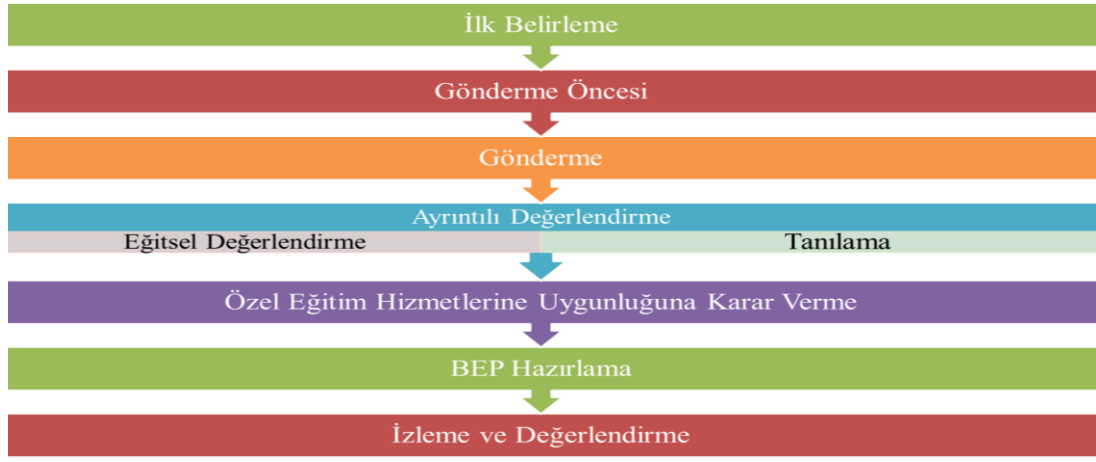 İlk Belirleme
Gönderme Öncesi
Gönderme
Ayrıntılı Değerlendirme
Eğitsel Değerlendirme
Tanılama
Özel Eğitim Hizmetlerine Uygunluğuna Karar Verme
BEP Hazırlama
İzleme ve Değerlendirme